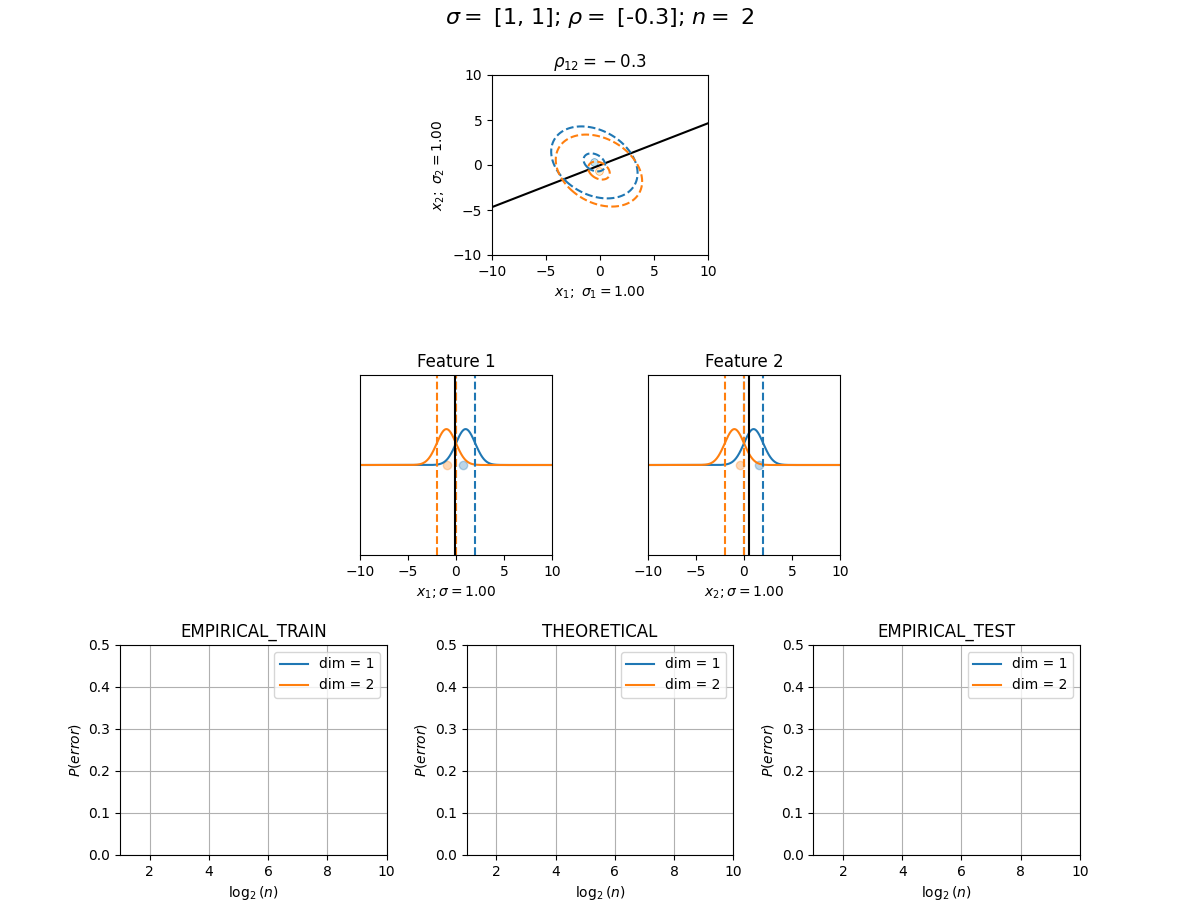 σ = [1, 1]; ρ = [-0.3]; n = 2
ρ₁₂ = −0.3
10
5
0
−5
−10
x₂; σ₂ = 1.00
−10 −5 0 5 10
x₁; σ₁ = 1.00
Feature 1
Feature 2
−10 −5 0 5 10
−10 −5 0 5 10
x₁; σ = 1.00
x₂; σ = 1.00
EMPIRICAL_TRAIN
0.5
0.4
0.3
0.2
0.1
0.0
P(error)
dim = 1
dim = 2
2 4 6 8 10
log₂(n)
THEORETICAL
0.5
0.4
0.3
0.2
0.1
0.0
P(error)
dim = 1
dim = 2
2 4 6 8 10
log₂(n)
EMPIRICAL_TEST
0.5
0.4
0.3
0.2
0.1
0.0
P(error)
dim = 1
dim = 2
2 4 6 8 10
log₂(n)